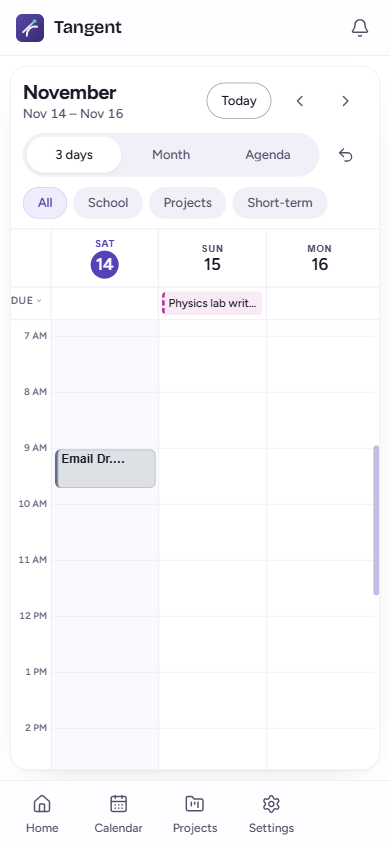 Tangent
November
Nov 14 – Nov 16
Today
3 days
Month
Agenda
All
School
Projects
Short-term
SAT
14
SUN
15
MON
16
DUE
Physics lab writ...
7 AM
8 AM
9 AM
Email Dr....
10 AM
11 AM
12 PM
1 PM
2 PM
Home
Calendar
Projects
Settings